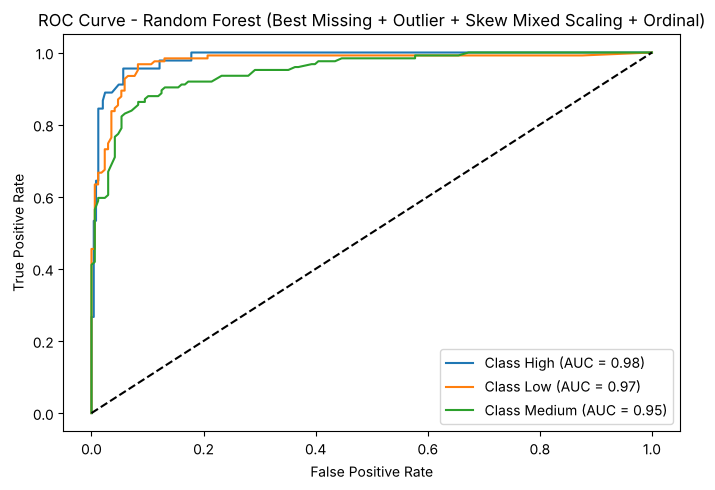 ROC Curve - Random Forest (Best Missing + Outlier + Skew Mixed Scaling + Ordinal)
True Positive Rate
1.0
0.8
0.6
0.4
0.2
0.0
Class High (AUC = 0.98)
Class Low (AUC = 0.97)
Class Medium (AUC = 0.95)
0.0 0.2 0.4 0.6 0.8 1.0
False Positive Rate